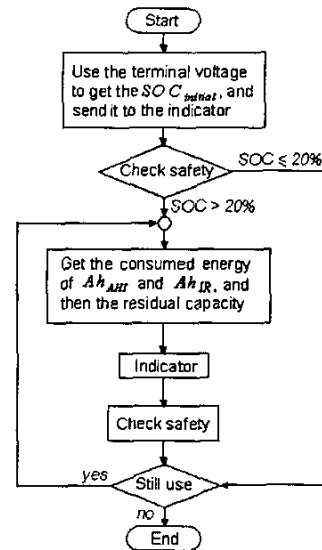 Start
Use the terminal voltage
to get the SOC initial, and
send it to the indicator
Check safety
SOC ≤ 20%
SOC > 20%
Get the consumed energy
of Ah AHI and Ah IR, and
then the residual capacity
Indicator
Check safety
yes
Still use
no
End